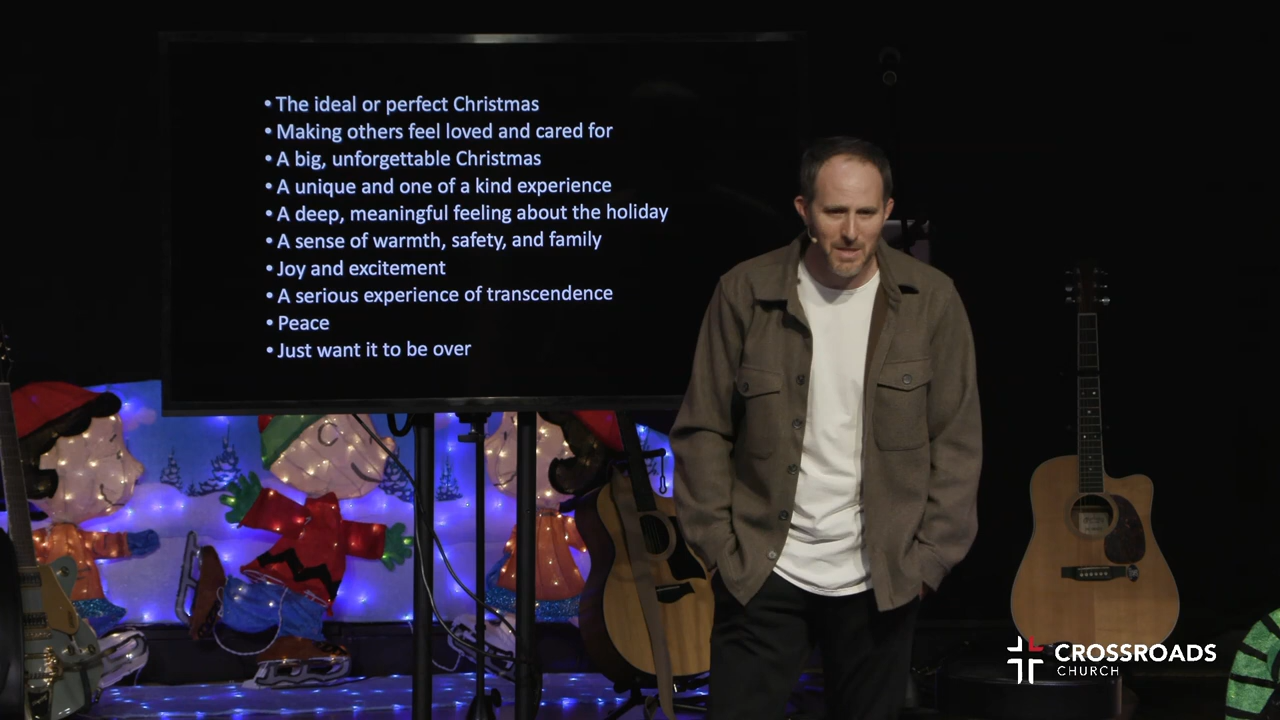 • The ideal or perfect Christmas
• Making others feel loved and cared for
• A big, unforgettable Christmas
• A unique and one of a kind experience
• A deep, meaningful feeling about the holiday
• A sense of warmth, safety, and family
• Joy and excitement
• A serious experience of transcendence
• Peace
• Just want it to be over
CROSSROADS
CHURCH